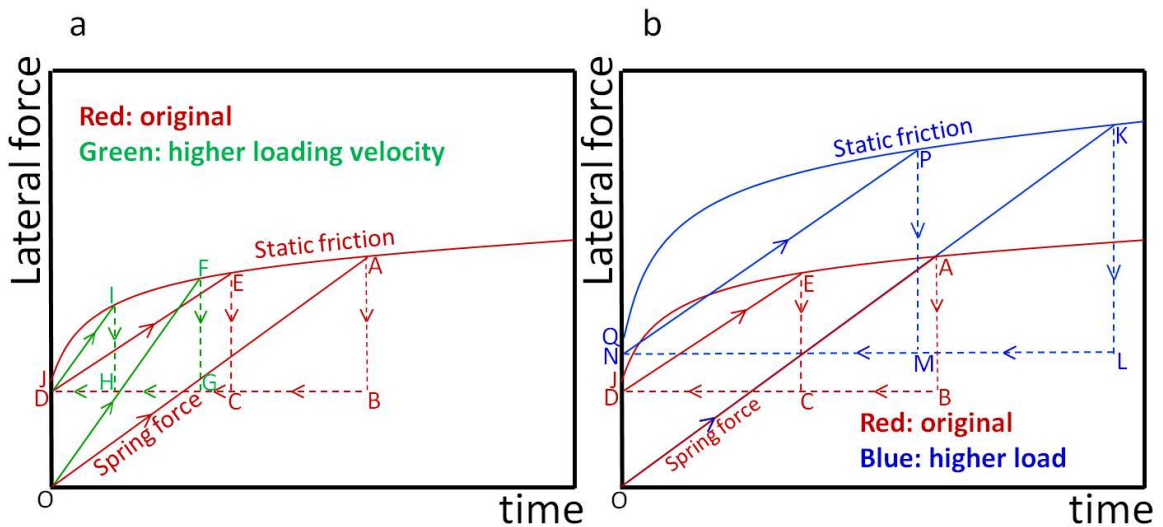 a
Lateral force
Red: original
Green: higher loading velocity
Static friction
I
F
E
A
J
D
H
G
C
B
Spring force
O
time
b
Lateral force
Static friction
P
K
E
A
Q
N
J
D
M
L
C
B
Spring force
Red: original
Blue: higher load
O
time